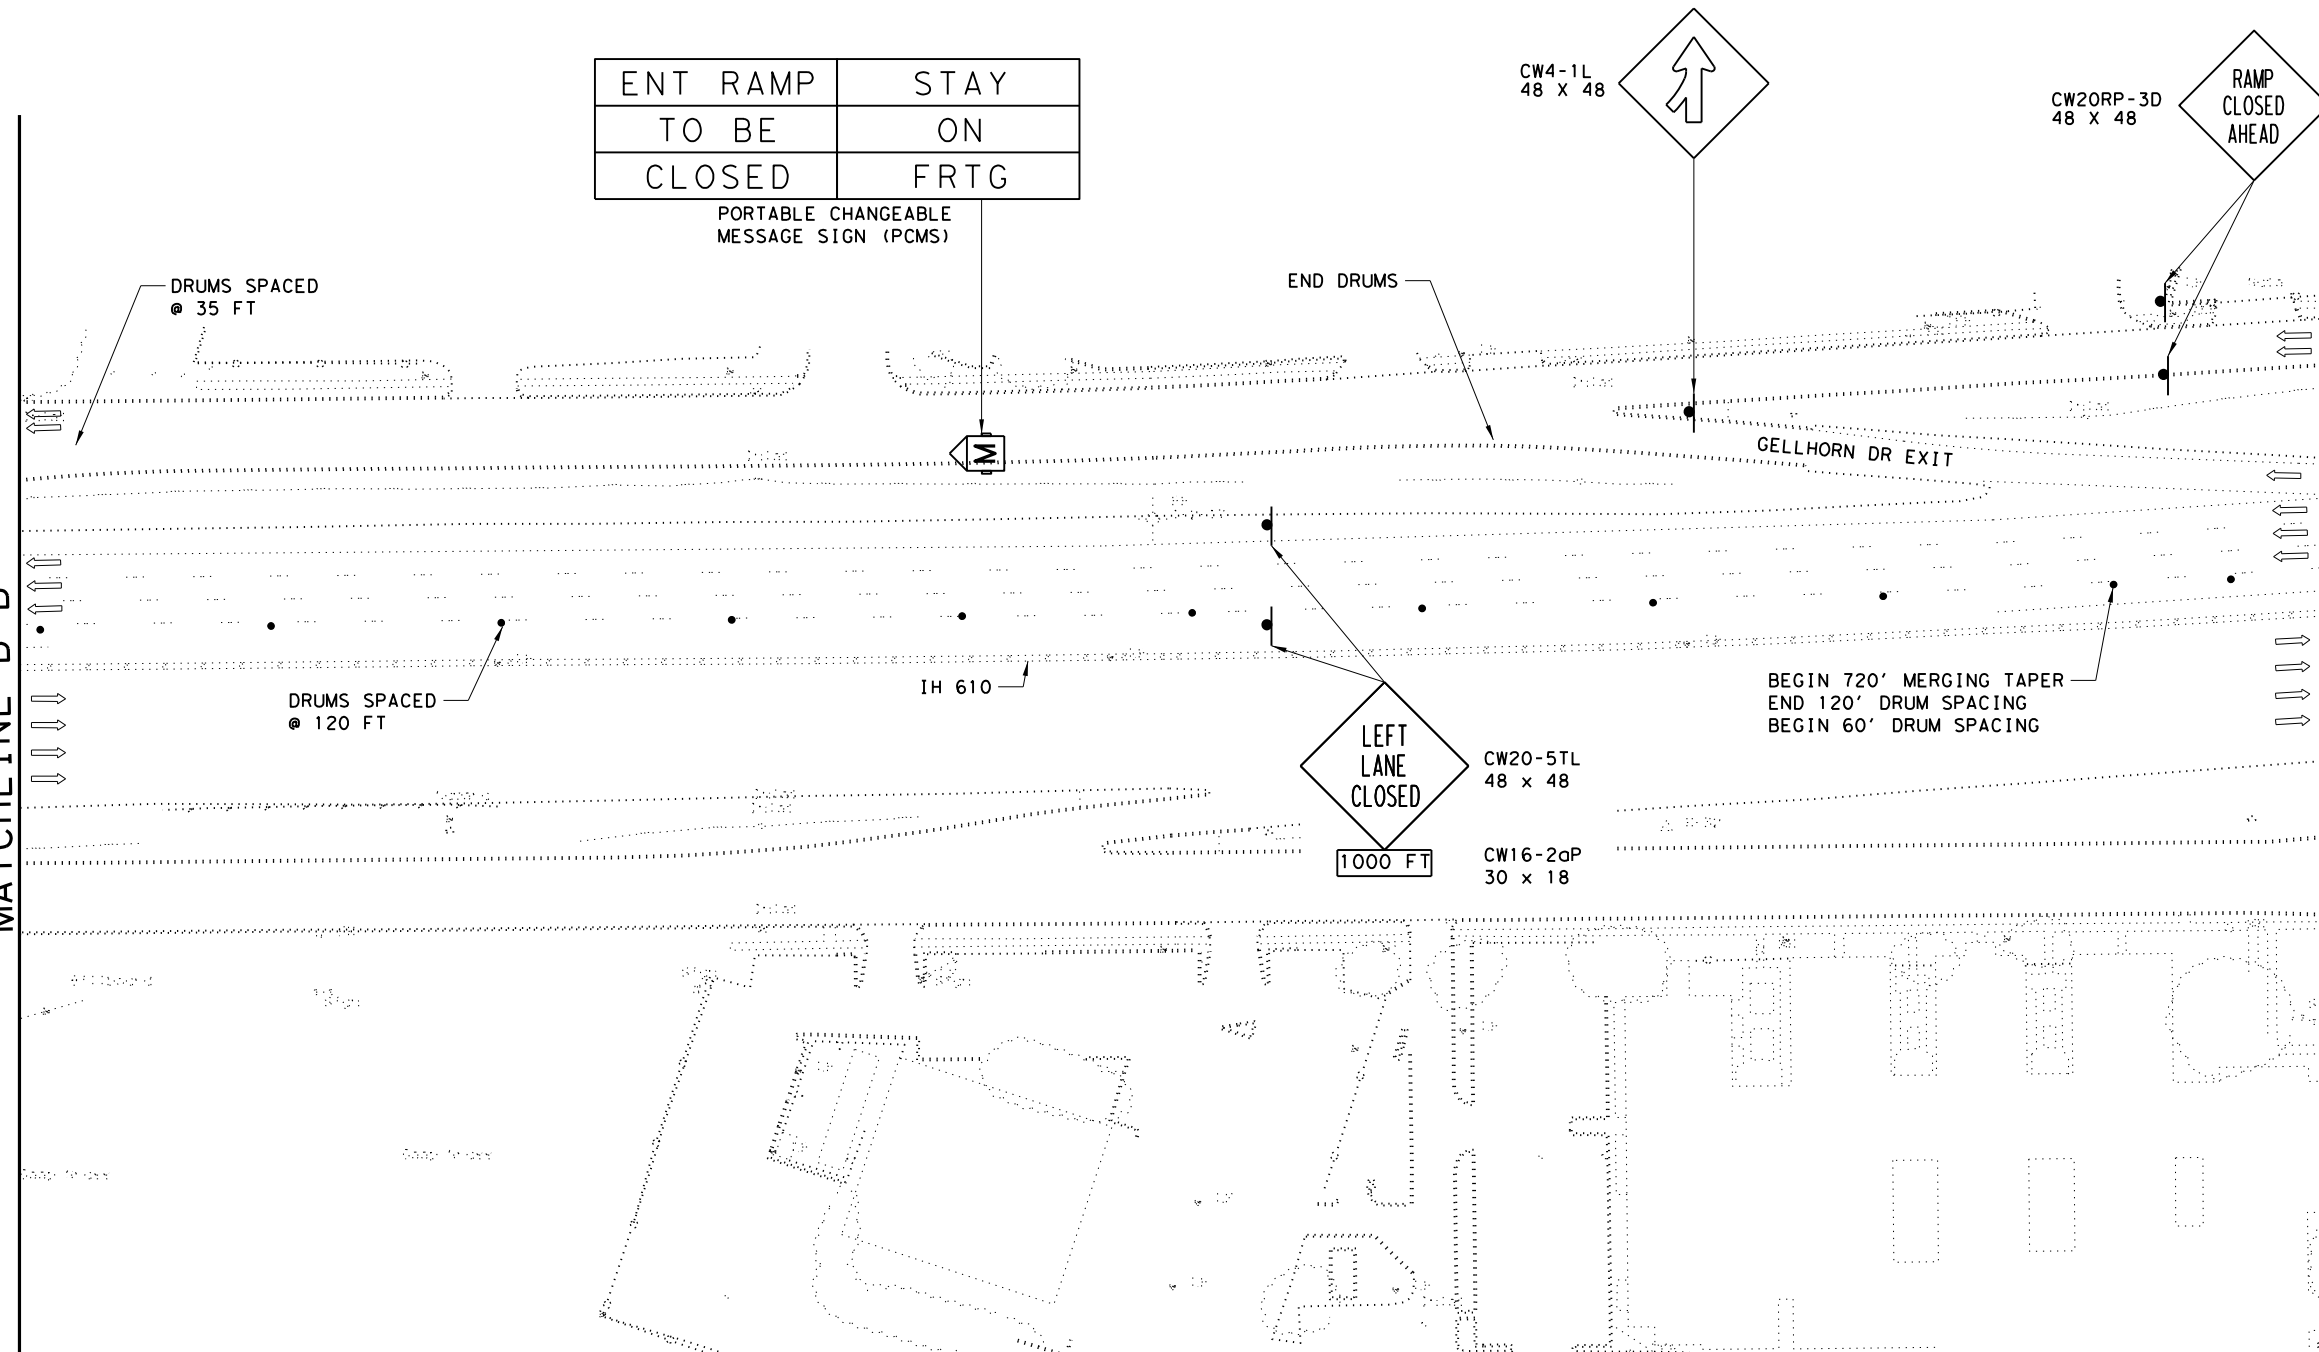 ENT RAMP STAY
TO BE ON
CLOSED FRTG
PORTABLE CHANGEABLE
MESSAGE SIGN (PCMS)
CW4-1L
48 X 48
CW20RP-3D
48 X 48
RAMP
CLOSED
AHEAD
DRUMS SPACED
@ 35 FT
END DRUMS
M
GELLHORN DR EXIT
MATCHLINE
DRUMS SPACED
@ 120 FT
IH 610
BEGIN 720' MERGING TAPER
END 120' DRUM SPACING
BEGIN 60' DRUM SPACING
LEFT
LANE
CLOSED
CW20-5TL
48 x 48
1000 FT
CW16-2aP
30 x 18